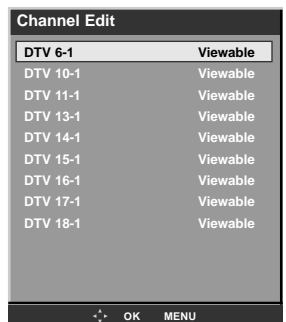 Channel Edit
DTV 6-1 Viewable
DTV 10-1 Viewable
DTV 11-1 Viewable
DTV 13-1 Viewable
DTV 14-1 Viewable
DTV 15-1 Viewable
DTV 16-1 Viewable
DTV 17-1 Viewable
DTV 18-1 Viewable
OK MENU